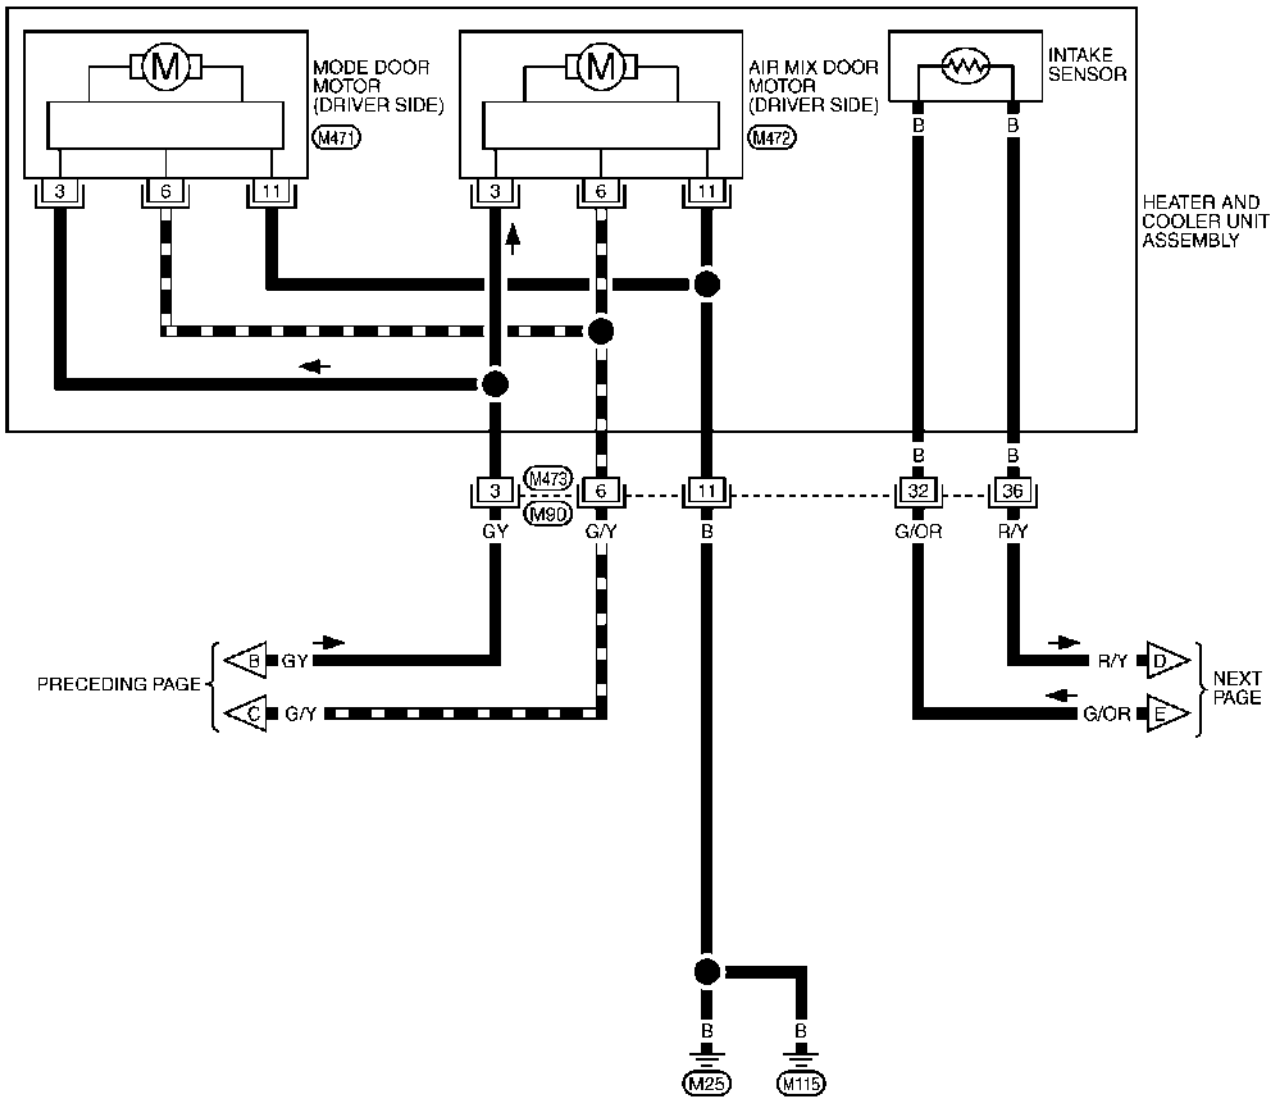 M
MODE DOOR
MOTOR
(DRIVER SIDE)
M471
M
AIR MIX DOOR
MOTOR
(DRIVER SIDE)
M472
INTAKE
SENSOR
B B
3 6 11
3 6 11
HEATER AND
COOLER UNIT
ASSEMBLY
B B
3 M473 6 11 32 36
M90
GY G/Y B G/OR R/Y
PRECEDING PAGE
B GY
C G/Y
R/Y D
G/OR E
NEXT
PAGE
B B
M25 M115